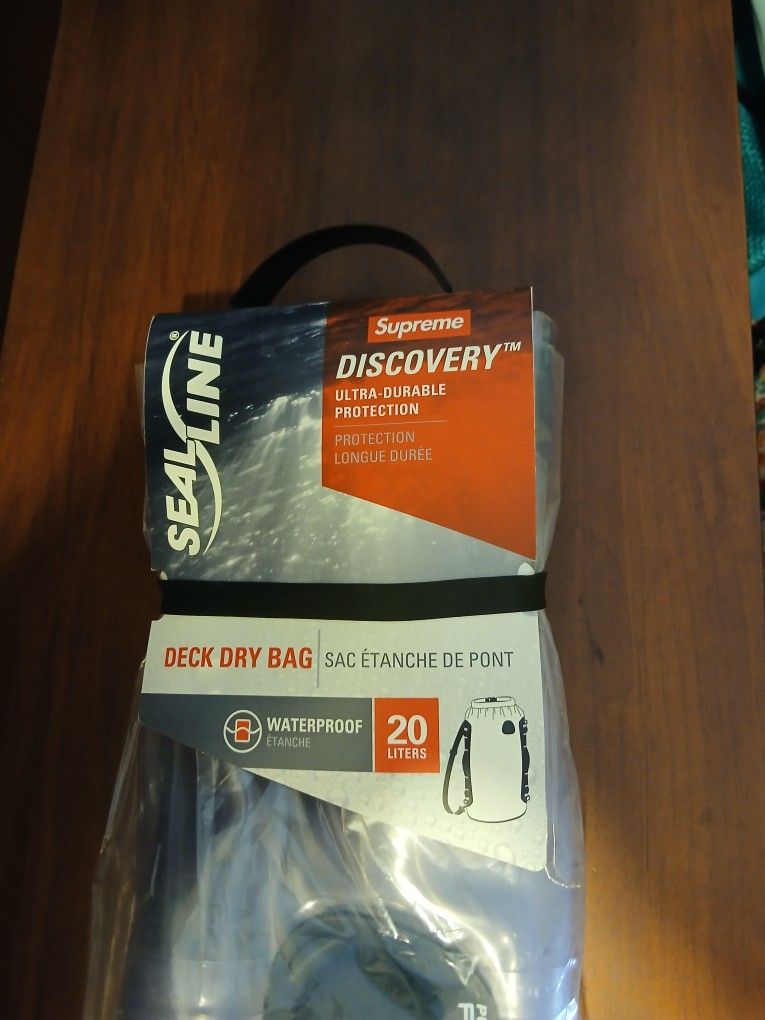 SEALLINE®
Supreme
DISCOVERY™
ULTRA-DURABLE
PROTECTION
PROTECTION
LONGUE DURÉE
DECK DRY BAG
SAC ÉTANCHE DE PONT
WATERPROOF
ÉTANCHE
20
LITERS